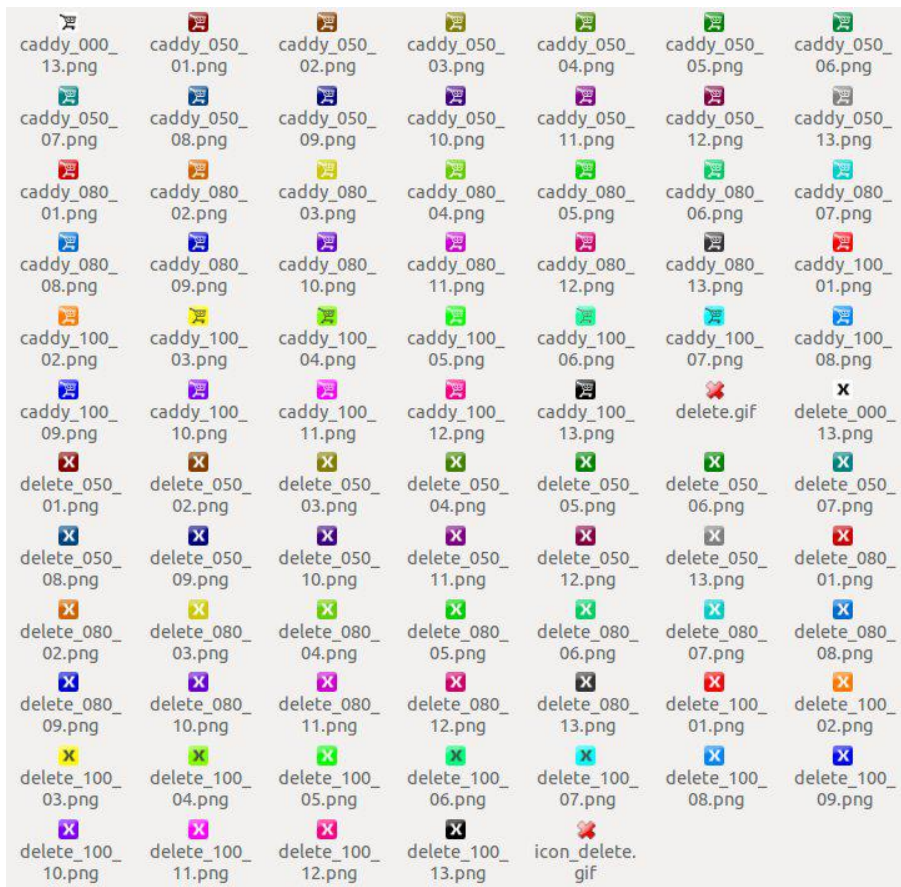 caddy_000_ caddy_050_ caddy_050_ caddy_050_ caddy_050_ caddy_050_ caddy_050_
13.png 01.png 02.png 03.png 04.png 05.png 06.png
caddy_050_ caddy_050_ caddy_050_ caddy_050_ caddy_050_ caddy_050_ caddy_050_
07.png 08.png 09.png 10.png 11.png 12.png 13.png
caddy_080_ caddy_080_ caddy_080_ caddy_080_ caddy_080_ caddy_080_ caddy_080_
01.png 02.png 03.png 04.png 05.png 06.png 07.png
caddy_080_ caddy_080_ caddy_080_ caddy_080_ caddy_080_ caddy_080_ caddy_100_
08.png 09.png 10.png 11.png 12.png 13.png 01.png
caddy_100_ caddy_100_ caddy_100_ caddy_100_ caddy_100_ caddy_100_ caddy_100_
02.png 03.png 04.png 05.png 06.png 07.png 08.png
caddy_100_ caddy_100_ caddy_100_ caddy_100_ caddy_100_ delete.gif delete_000_
09.png 10.png 11.png 12.png 13.png 13.png
delete_050_ delete_050_ delete_050_ delete_050_ delete_050_ delete_050_ delete_050_
01.png 02.png 03.png 04.png 05.png 06.png 07.png
delete_050_ delete_050_ delete_050_ delete_050_ delete_050_ delete_050_ delete_080_
08.png 09.png 10.png 11.png 12.png 13.png 01.png
delete_080_ delete_080_ delete_080_ delete_080_ delete_080_ delete_080_ delete_080_
02.png 03.png 04.png 05.png 06.png 07.png 08.png
delete_080_ delete_080_ delete_080_ delete_080_ delete_080_ delete_100_ delete_100_
09.png 10.png 11.png 12.png 13.png 01.png 02.png
delete_100_ delete_100_ delete_100_ delete_100_ delete_100_ delete_100_ delete_100_
03.png 04.png 05.png 06.png 07.png 08.png 09.png
delete_100_ delete_100_ delete_100_ delete_100_ icon_delete.
10.png 11.png 12.png 13.png gif